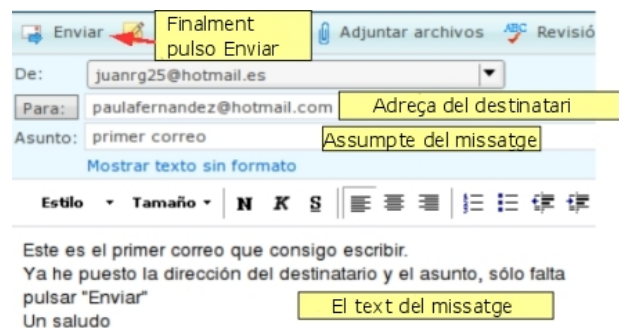 Enviar
Finalment
pulso Enviar
Adjuntar archivos
ABC
Revisió
De: juanrg25@hotmail.es
Para: paulafernandez@hotmail.com
Adreça del destinatari
Asunto: primer correo
Assumpte del missatge
Mostrar texto sin formato
Estilo Tamaño N K S
Este es el primer correo que consigo escribir.
Ya he puesto la dirección del destinatario y el asunto, sólo falta
pulsar "Enviar"
El text del missatge
Un saludo